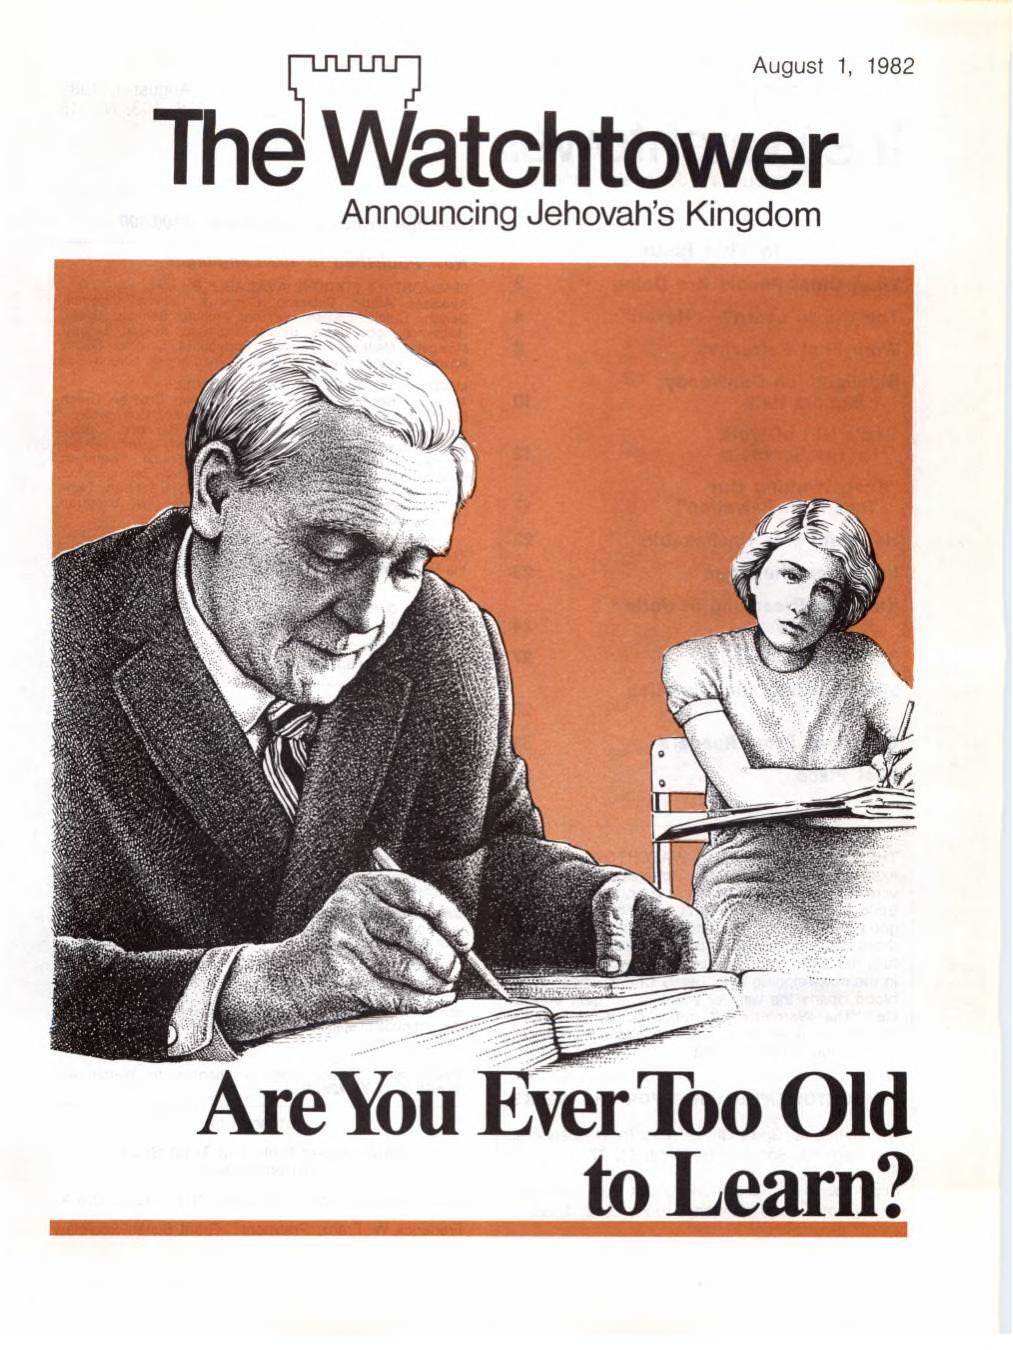 August 1, 1982
The Watchtower
Announcing Jehovah's Kingdom
Are You Ever Too Old
to Learn?